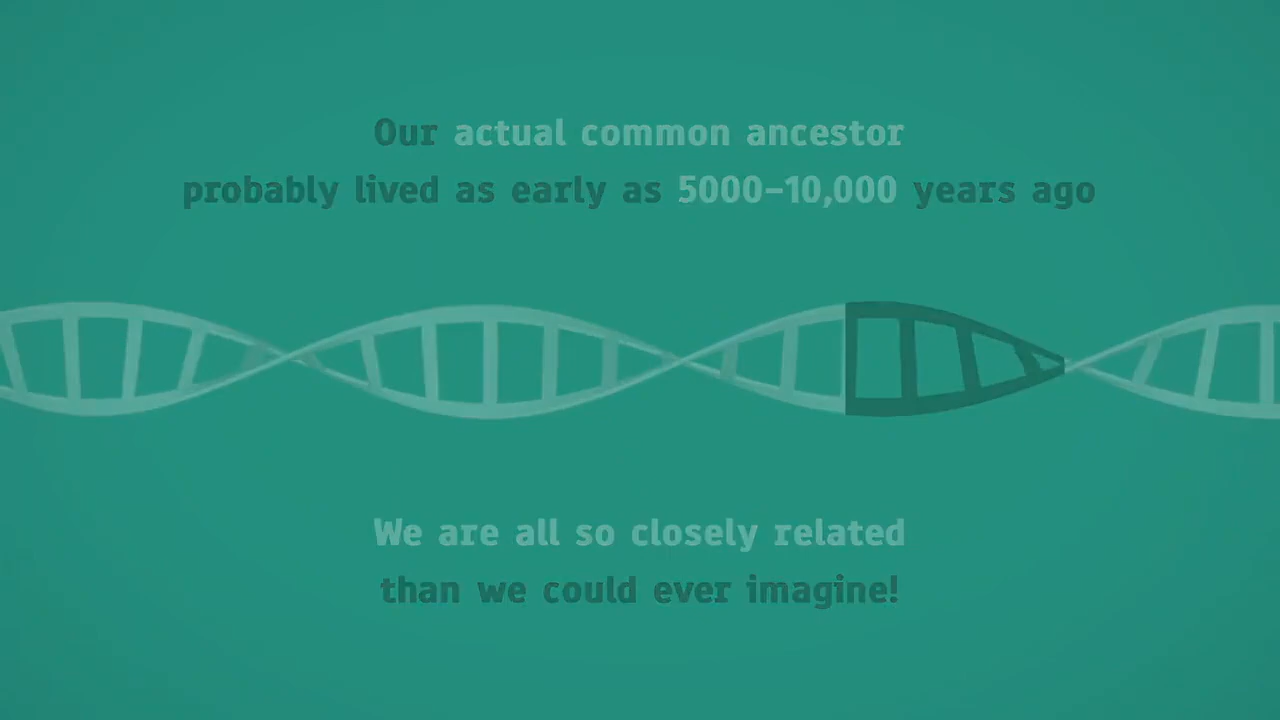 Our actual common ancestor
probably lived as early as 5000–10,000 years ago
We are all so closely related
than we could ever imagine!